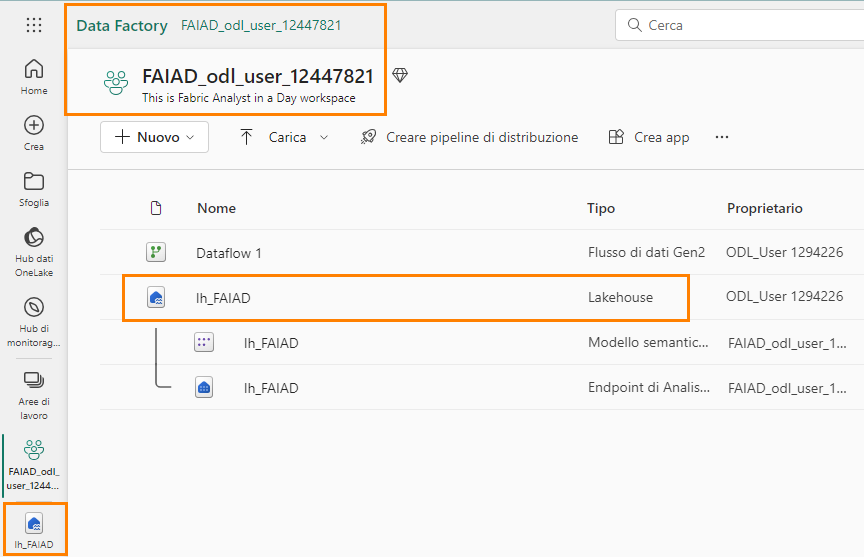 Data Factory FAIAD_odl_user_12447821
Cerca
Home
Crea
Sfoglia
Hub dati
OneLake
Hub di
monitorag...
Aree di
lavoro
FAIAD_odl_
user_1244...
lh_FAIAD
FAIAD_odl_user_12447821
This is Fabric Analyst in a Day workspace
Nuovo
Carica
Creare pipeline di distribuzione
Crea app
...
Nome Tipo Proprietario
Dataflow 1 Flusso di dati Gen2 ODL_User 1294226
lh_FAIAD Lakehouse ODL_User 1294226
lh_FAIAD Modello semantic... FAIAD_odl_user_1...
lh_FAIAD Endpoint di Analis... FAIAD_odl_user_1...